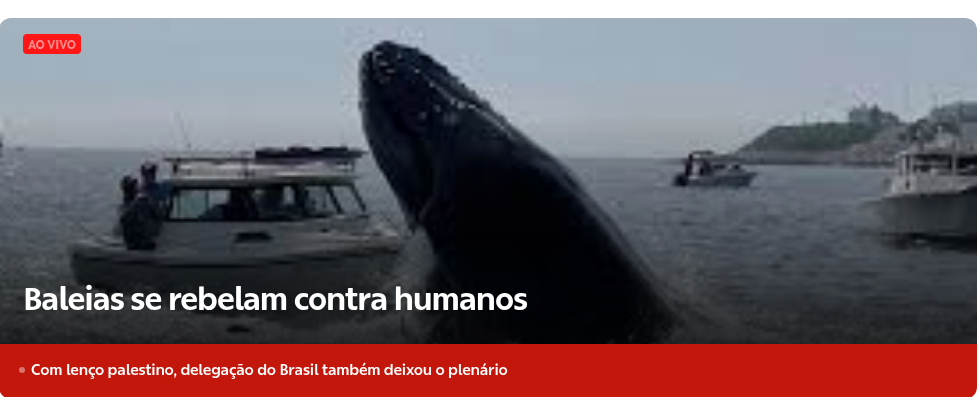 AO VIVO
Baleias se rebelam contra humanos
Com lenço palestino, delegação do Brasil também deixou o plenário